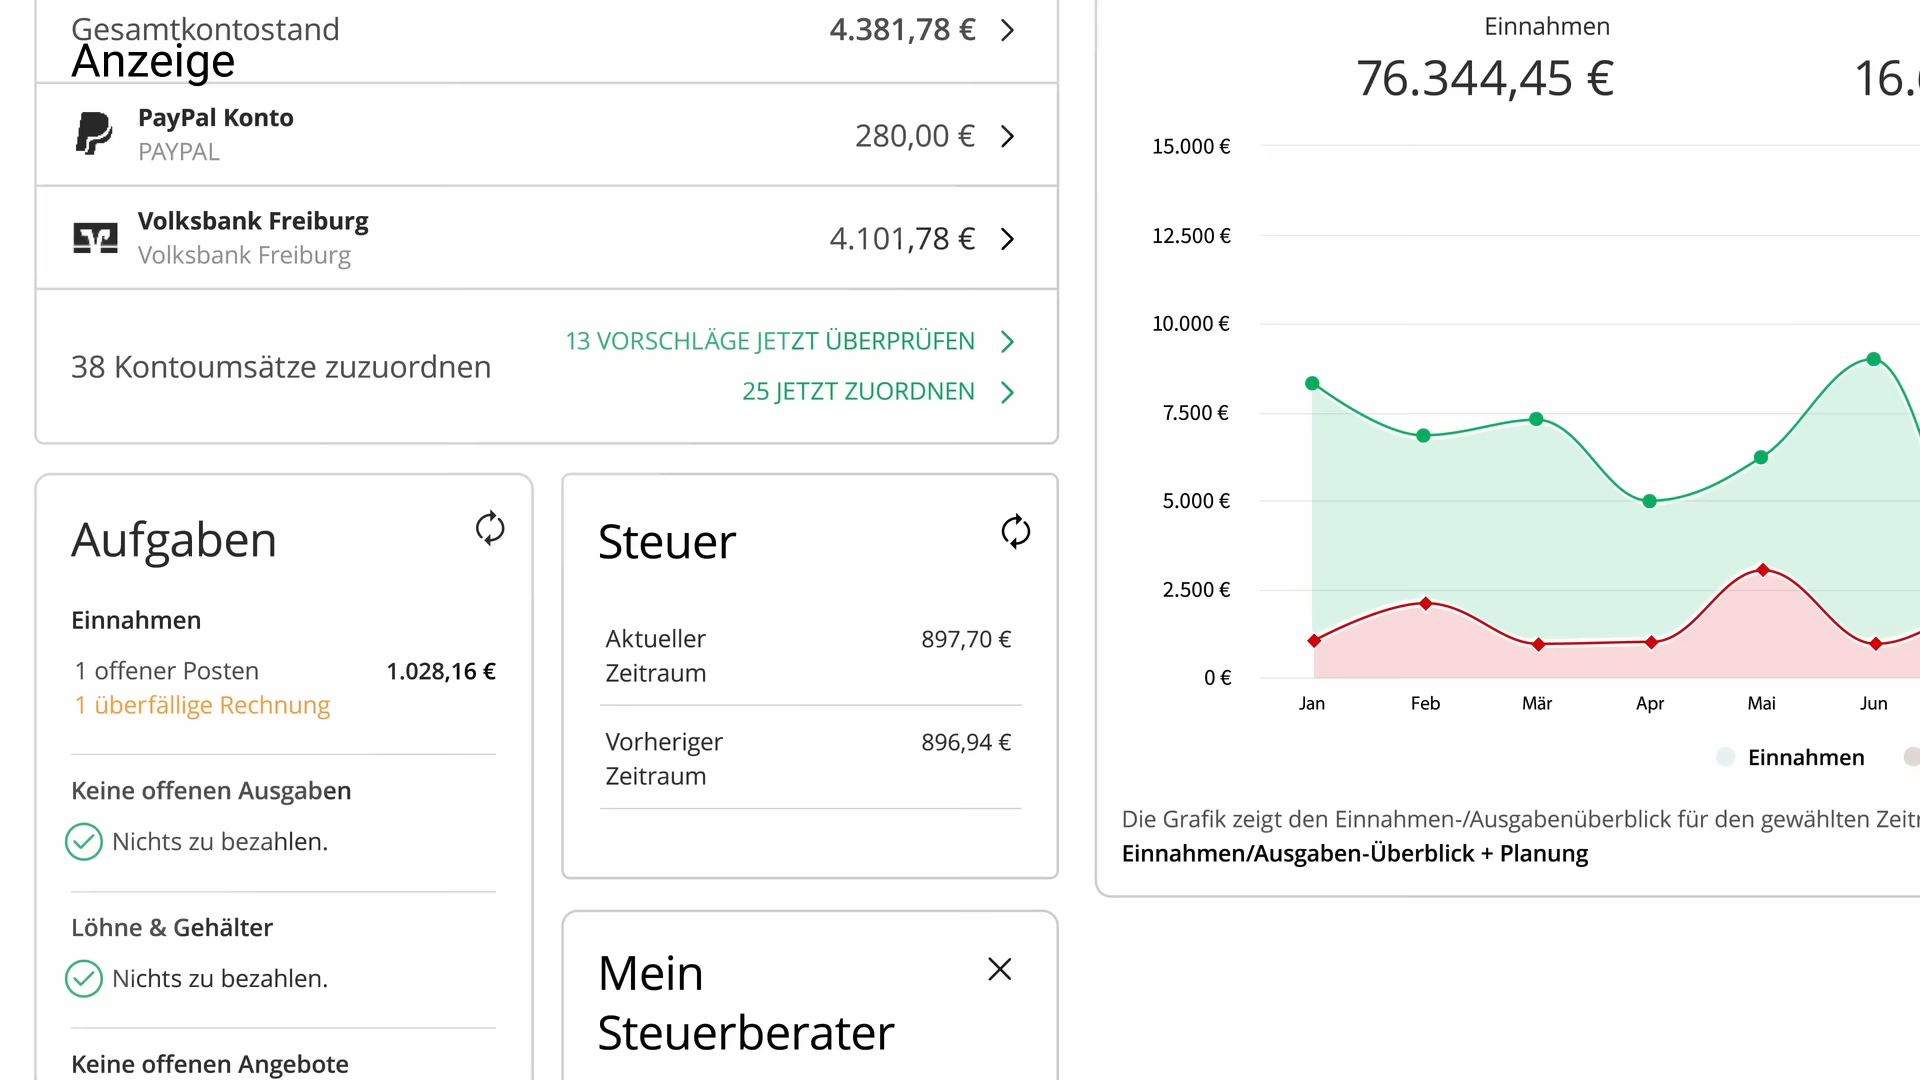 Gesamtkontostand 4.381,78 €
Anzeige
PayPal Konto
PAYPAL
280,00 €
Volksbank Freiburg
Volksbank Freiburg
4.101,78 €
38 Kontoumsätze zuzuordnen
13 VORSCHLÄGE JETZT ÜBERPRÜFEN
25 JETZT ZUORDNEN
Aufgaben
Einnahmen
1 offener Posten 1.028,16 €
1 überfällige Rechnung
Keine offenen Ausgaben
Nichts zu bezahlen.
Löhne & Gehälter
Nichts zu bezahlen.
Keine offenen Angebote
Steuer
Aktueller
Zeitraum
897,70 €
Vorheriger
Zeitraum
896,94 €
Mein
Steuerberater
Einnahmen
76.344,45 €
16.
15.000 €
12.500 €
10.000 €
7.500 €
5.000 €
2.500 €
0 €
Jan Feb Mär Apr Mai Jun
Einnahmen
Die Grafik zeigt den Einnahmen-/Ausgabenüberblick für den gewählten Zeit
Einnahmen/Ausgaben-Überblick + Planung